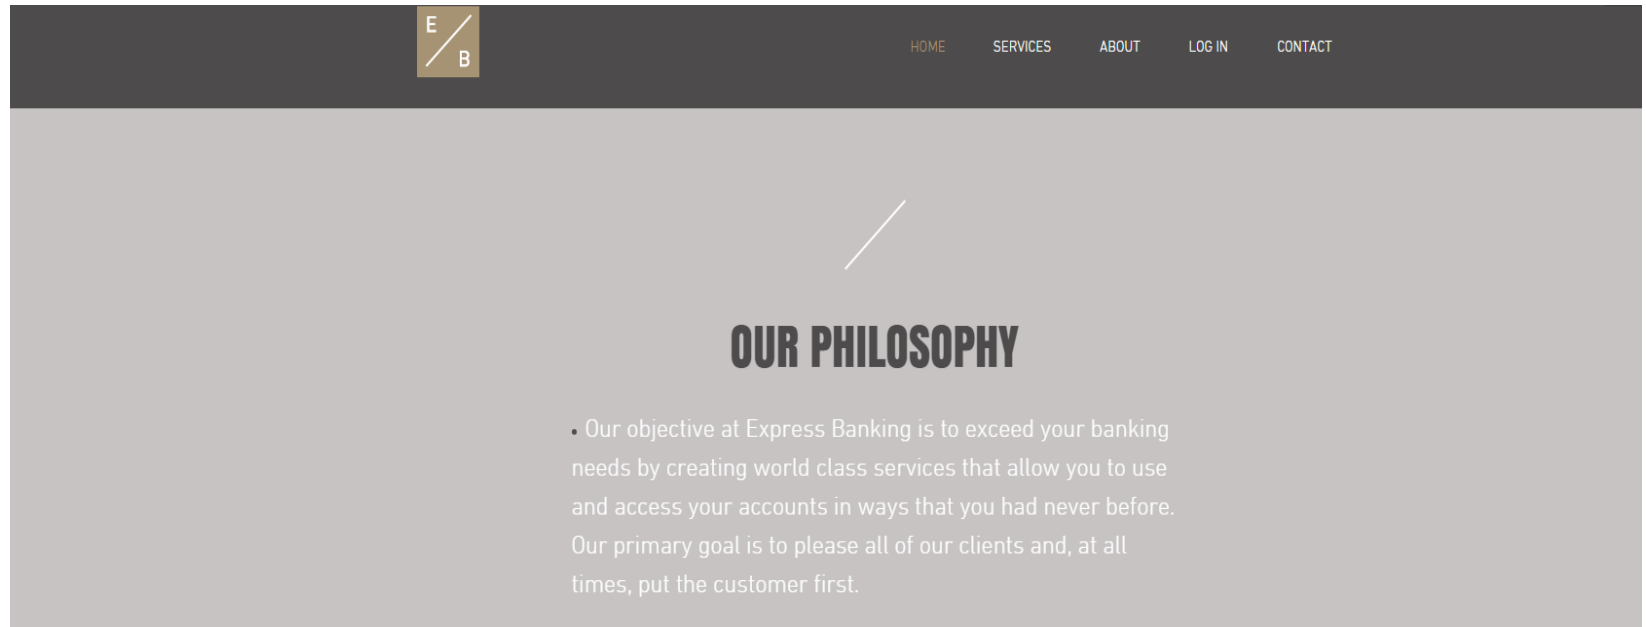 E
B
HOME SERVICES ABOUT LOG IN CONTACT
OUR PHILOSOPHY
• Our objective at Express Banking is to exceed your banking
needs by creating world class services that allow you to use
and access your accounts in ways that you had never before.
Our primary goal is to please all of our clients and, at all
times, put the customer first.